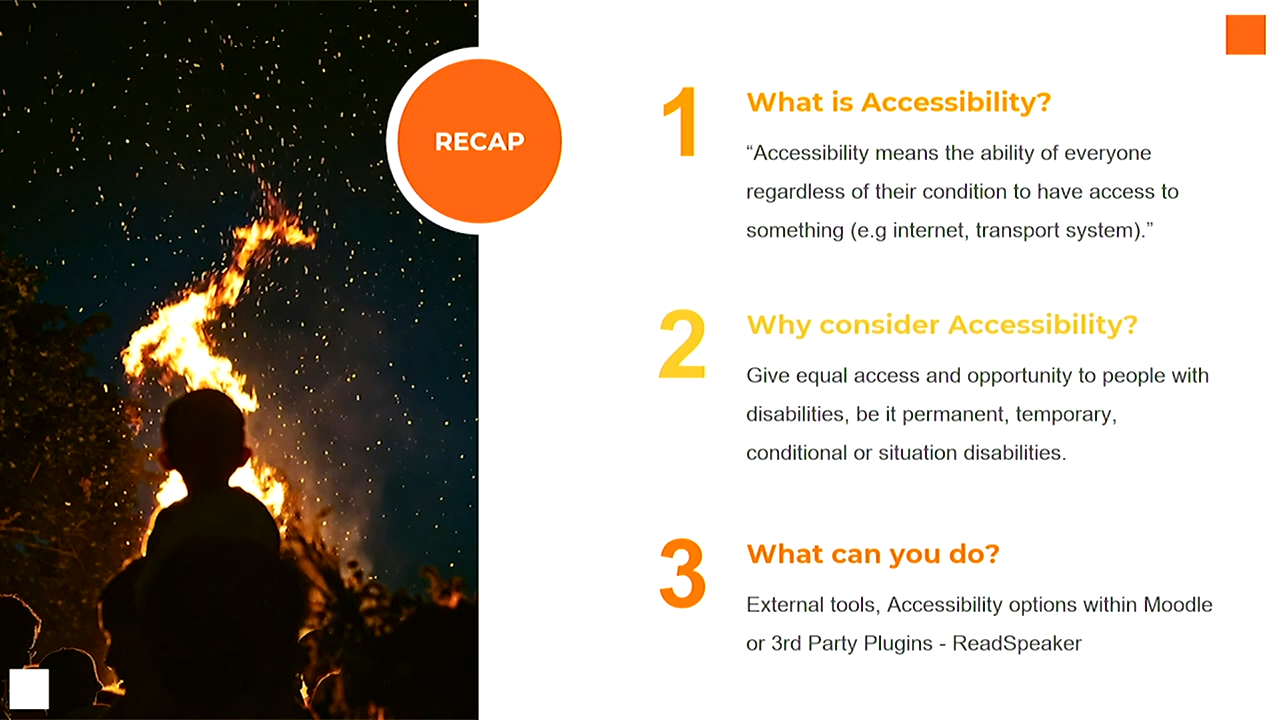 RECAP
1
What is Accessibility?
“Accessibility means the ability of everyone
regardless of their condition to have access to
something (e.g internet, transport system).”
2
Why consider Accessibility?
Give equal access and opportunity to people with
disabilities, be it permanent, temporary,
conditional or situation disabilities.
3
What can you do?
External tools, Accessibility options within Moodle
or 3rd Party Plugins - ReadSpeaker